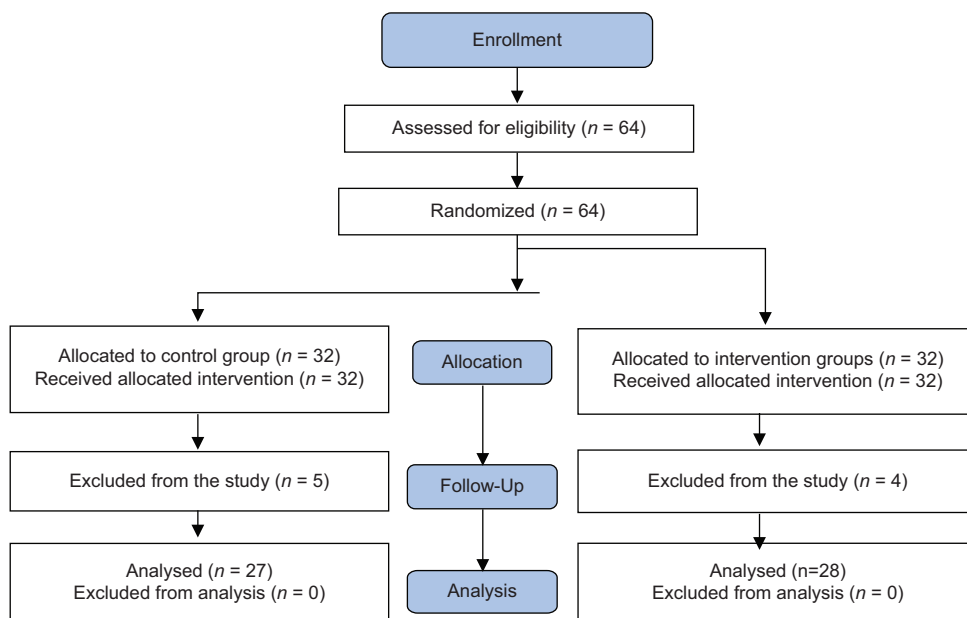 Enrollment
Assessed for eligibility (n = 64)
Randomized (n = 64)
Allocated to control group (n = 32)
Received allocated intervention (n = 32)
Allocation
Allocated to intervention groups (n = 32)
Received allocated intervention (n = 32)
Excluded from the study (n = 5)
Follow-Up
Excluded from the study (n = 4)
Analysed (n = 27)
Excluded from analysis (n = 0)
Analysis
Analysed (n=28)
Excluded from analysis (n = 0)